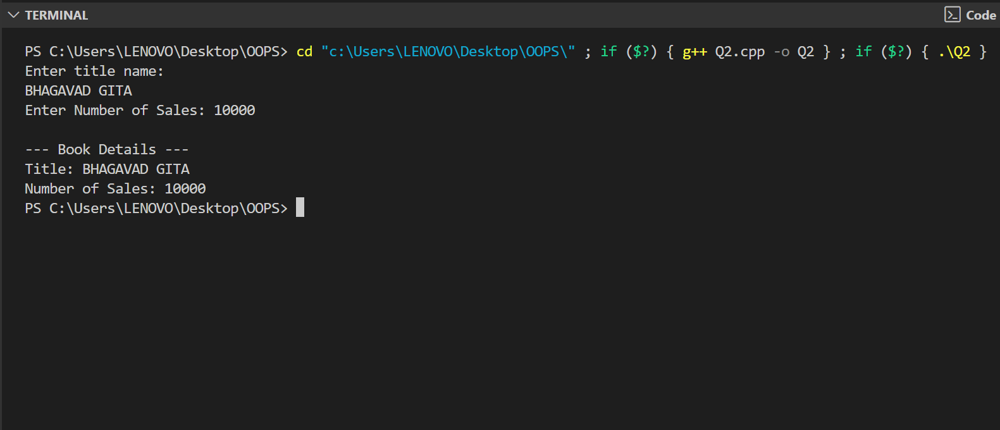 TERMINAL
Code
PS C:\Users\LENOVO\Desktop\OOPS> cd "c:\Users\LENOVO\Desktop\OOPS\" ; if ($?) { g++ Q2.cpp -o Q2 } ; if ($?) { .\Q2 }
Enter title name:
BHAGAVAD GITA
Enter Number of Sales: 10000

--- Book Details ---
Title: BHAGAVAD GITA
Number of Sales: 10000
PS C:\Users\LENOVO\Desktop\OOPS>